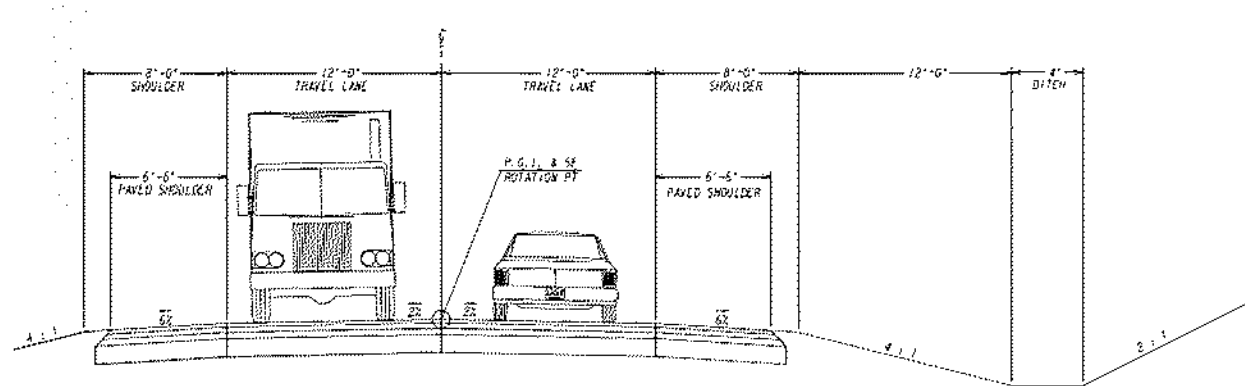 8'-0"
SHOULDER
12'-0"
TRAVEL LANE
12'-0"
TRAVEL LANE
8'-0"
SHOULDER
12'-0"
4'
DITCH
6'-6"
PAVED SHOULDER
P.G.L. & SE
ROTATION PT
6'-6"
PAVED SHOULDER
4 : 1
6%
2%
2%
6%
4 : 1
2 : 1